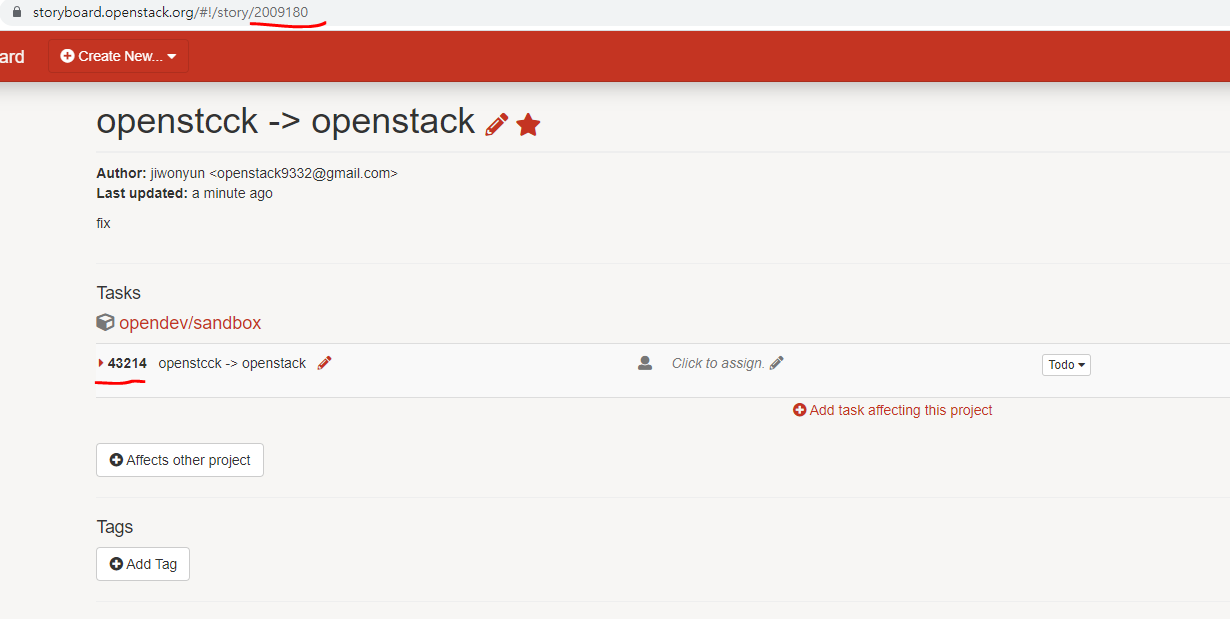 storyboard.openstack.org/#!/story/2009180
ard Create New...
openstcck -> openstack
Author: jiwonyun <openstack9332@gmail.com>
Last updated: a minute ago
fix
Tasks
opendev/sandbox
43214 openstcck -> openstack Click to assign. Todo
Add task affecting this project
Affects other project
Tags
Add Tag